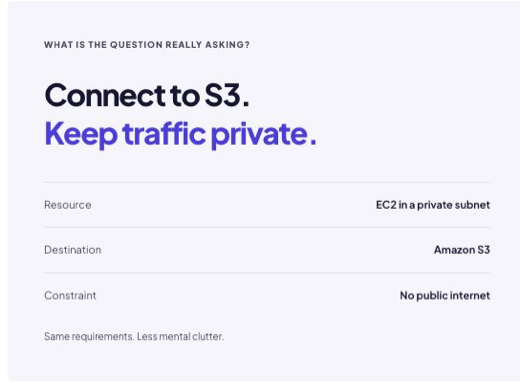 WHAT IS THE QUESTION REALLY ASKING?
Connect to S3.
Keep traffic private.
Resource EC2 in a private subnet
Destination Amazon S3
Constraint No public internet
Same requirements. Less mental clutter.